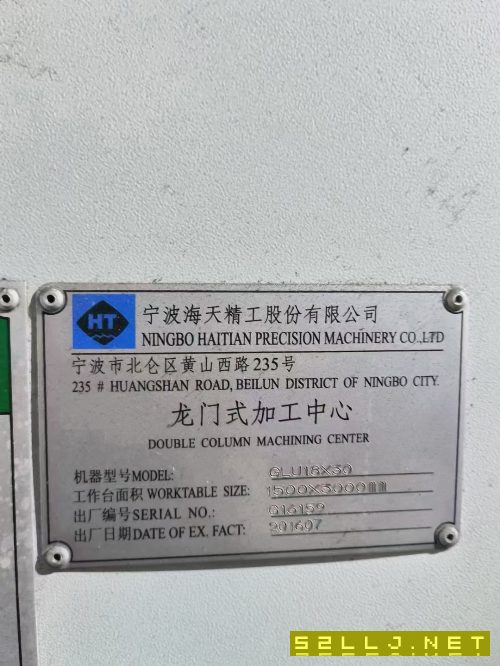 HT
宁波海天精工股份有限公司
NINGBO HAITIAN PRECISION MACHINERY CO.,LTD
宁波市北仑区黄山西路235号
235 # HUANGSHAN ROAD, BEILUN DISTRICT OF NINGBO CITY.
龙门式加工中心
DOUBLE COLUMN MACHINING CENTER
机器型号MODEL: GLU18X30
工作台面积 WORKTABLE SIZE: 1500X3000mm
出厂编号SERIAL NO.:
出厂日期DATE OF EX. FACT: 201607
52LLJ.NET